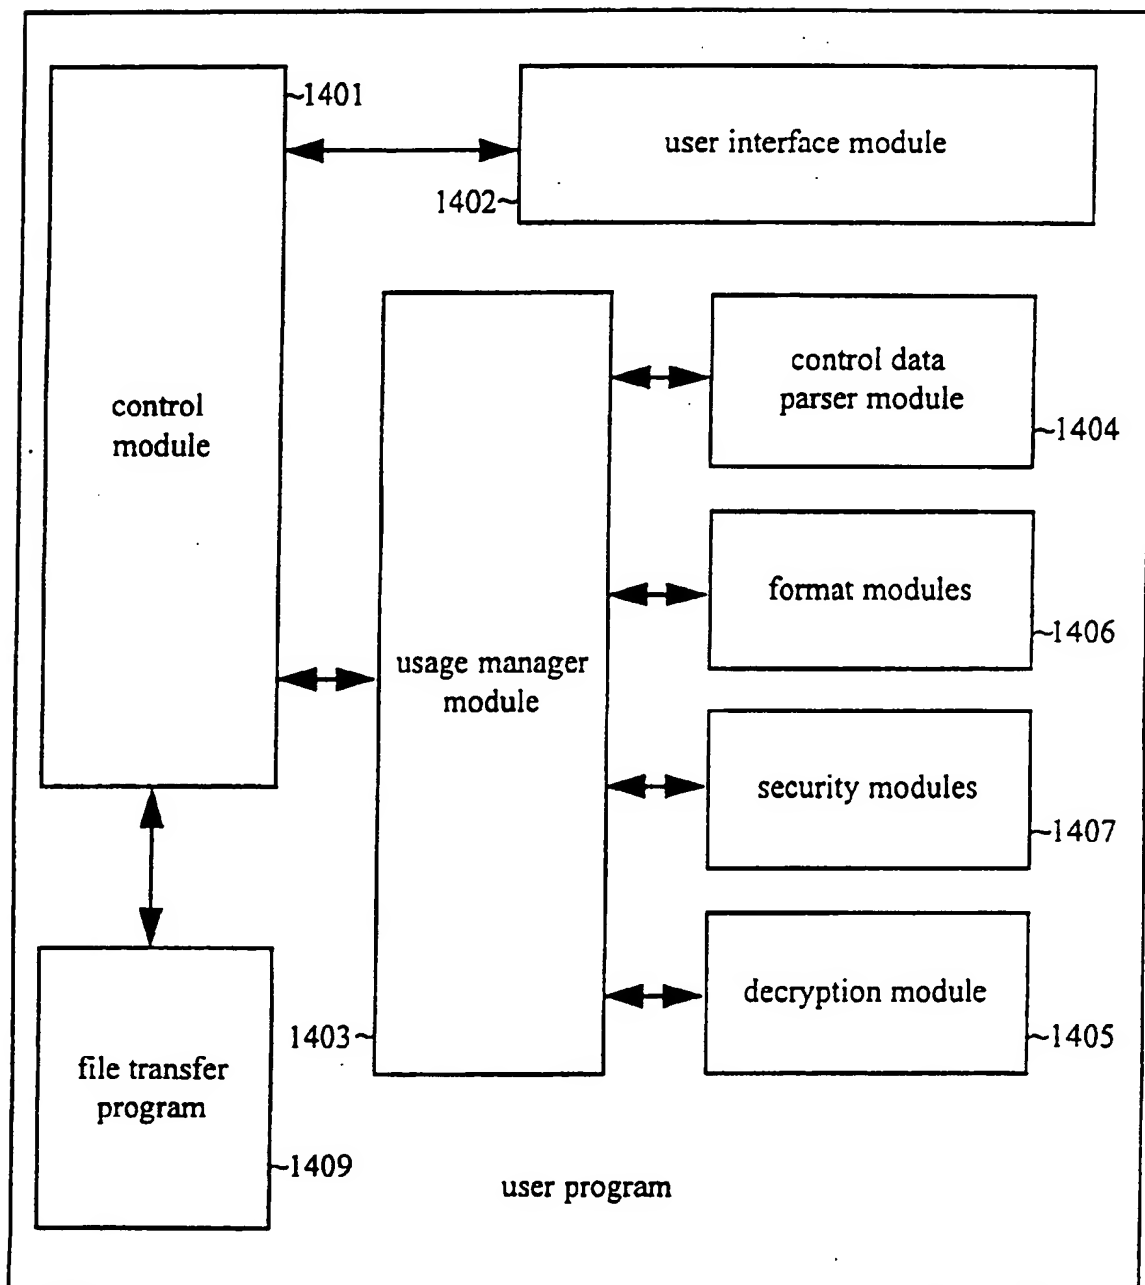 1401
user interface module
1402
control data
parser module
1404
control
module
format modules
1406
usage manager
module
security modules
1407
decryption module
1403
1405
file transfer
program
1409
user program